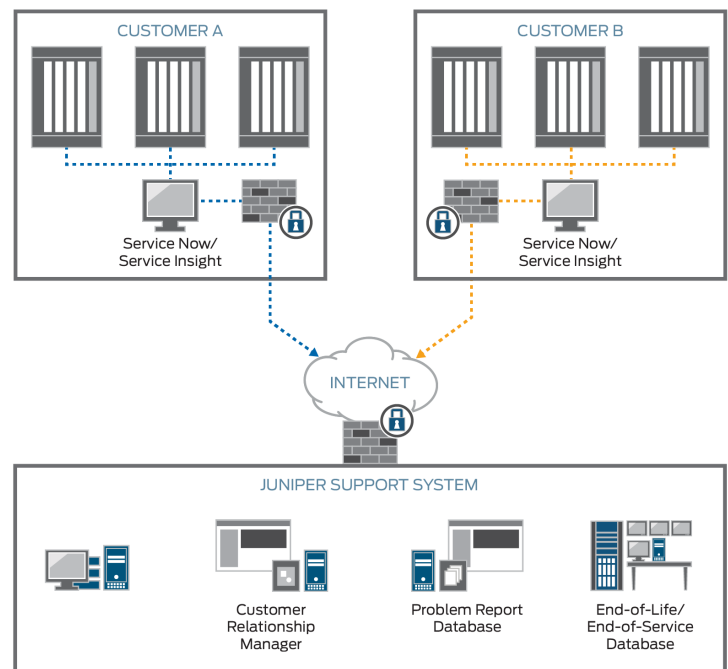 CUSTOMER A
CUSTOMER B
Service Now/
Service Insight
Service Now/
Service Insight
INTERNET
JUNIPER SUPPORT SYSTEM
Customer
Relationship
Manager
Problem Report
Database
End-of-Life/
End-of-Service
Database